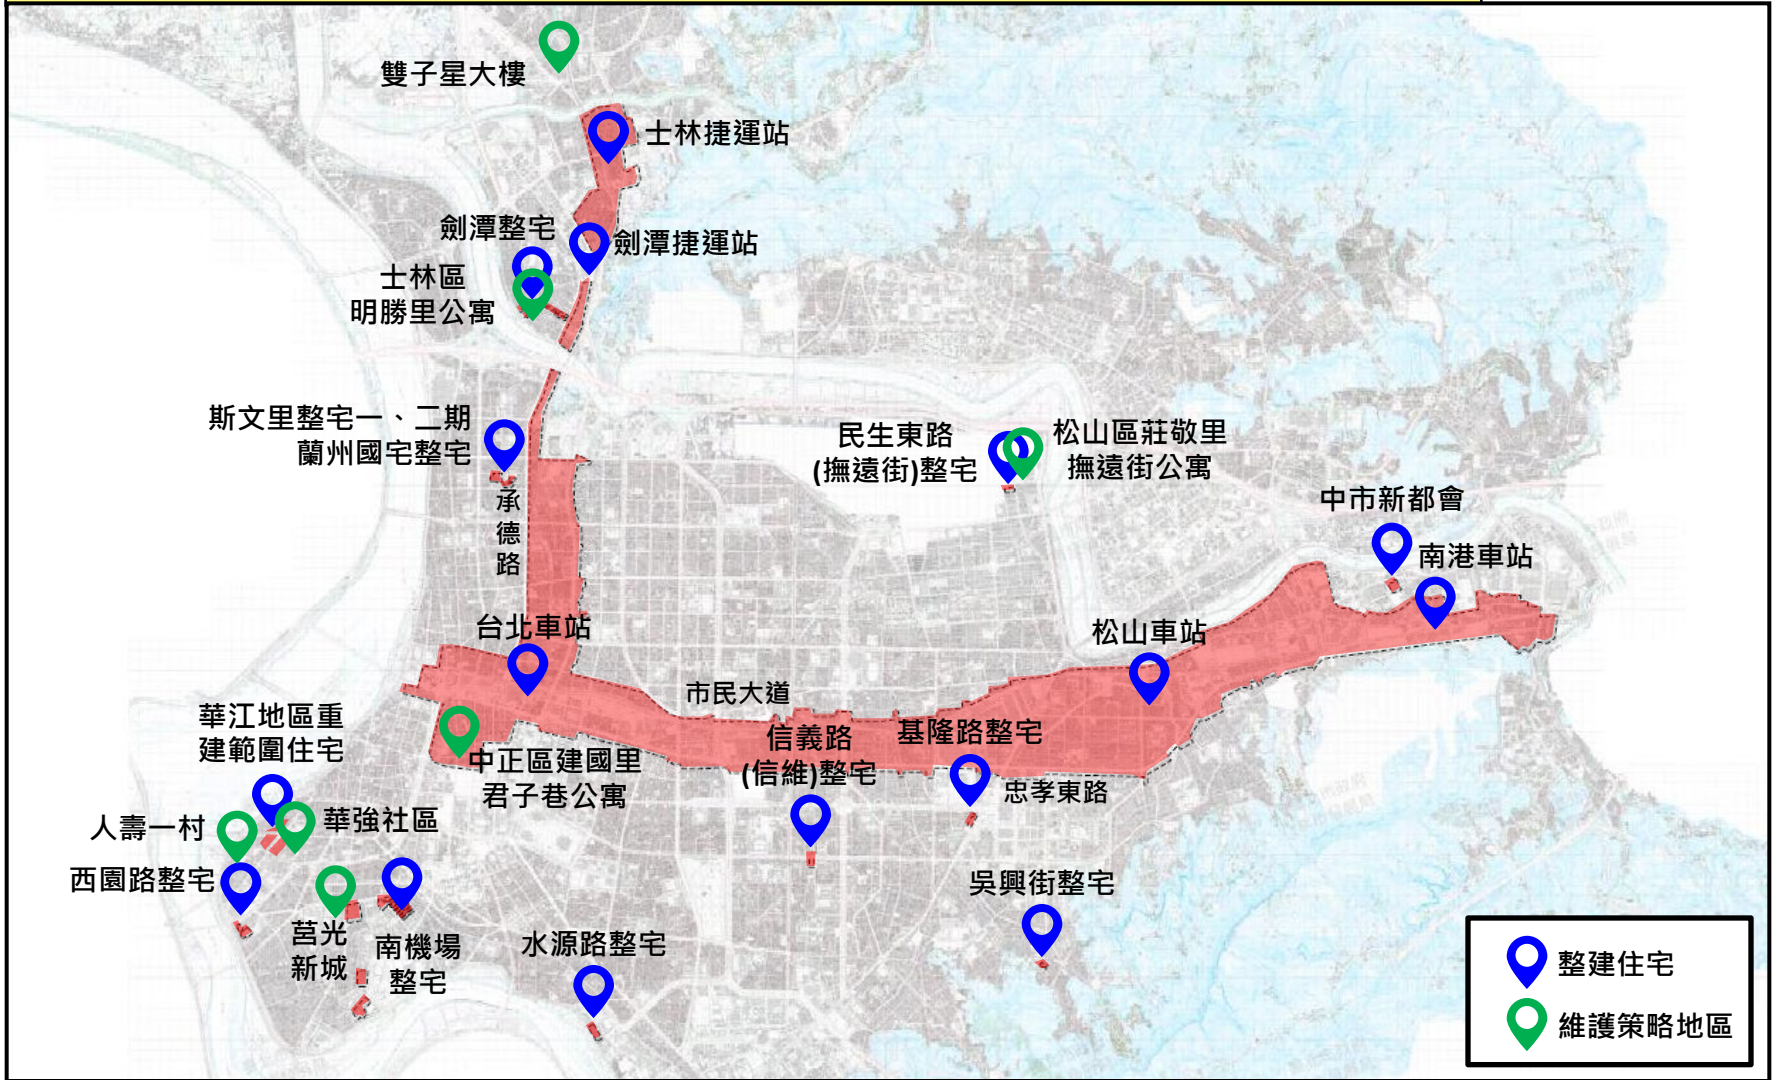 雙子星大樓
士林捷運站
劍潭整宅
劍潭捷運站
士林區
明勝里公寓
斯文里整宅一、二期
蘭州國宅整宅
承
德
路
民生東路
(撫遠街)整宅
松山區莊敬里
撫遠街公寓
中市新都會
南港車站
台北車站
松山車站
市民大道
華江地區重
建範圍住宅
中正區建國里
君子巷公寓
信義路
(信維)整宅
基隆路整宅
忠孝東路
人壽一村
華強社區
西園路整宅
莒光
新城
南機場
整宅
水源路整宅
吳興街整宅
整建住宅
維護策略地區